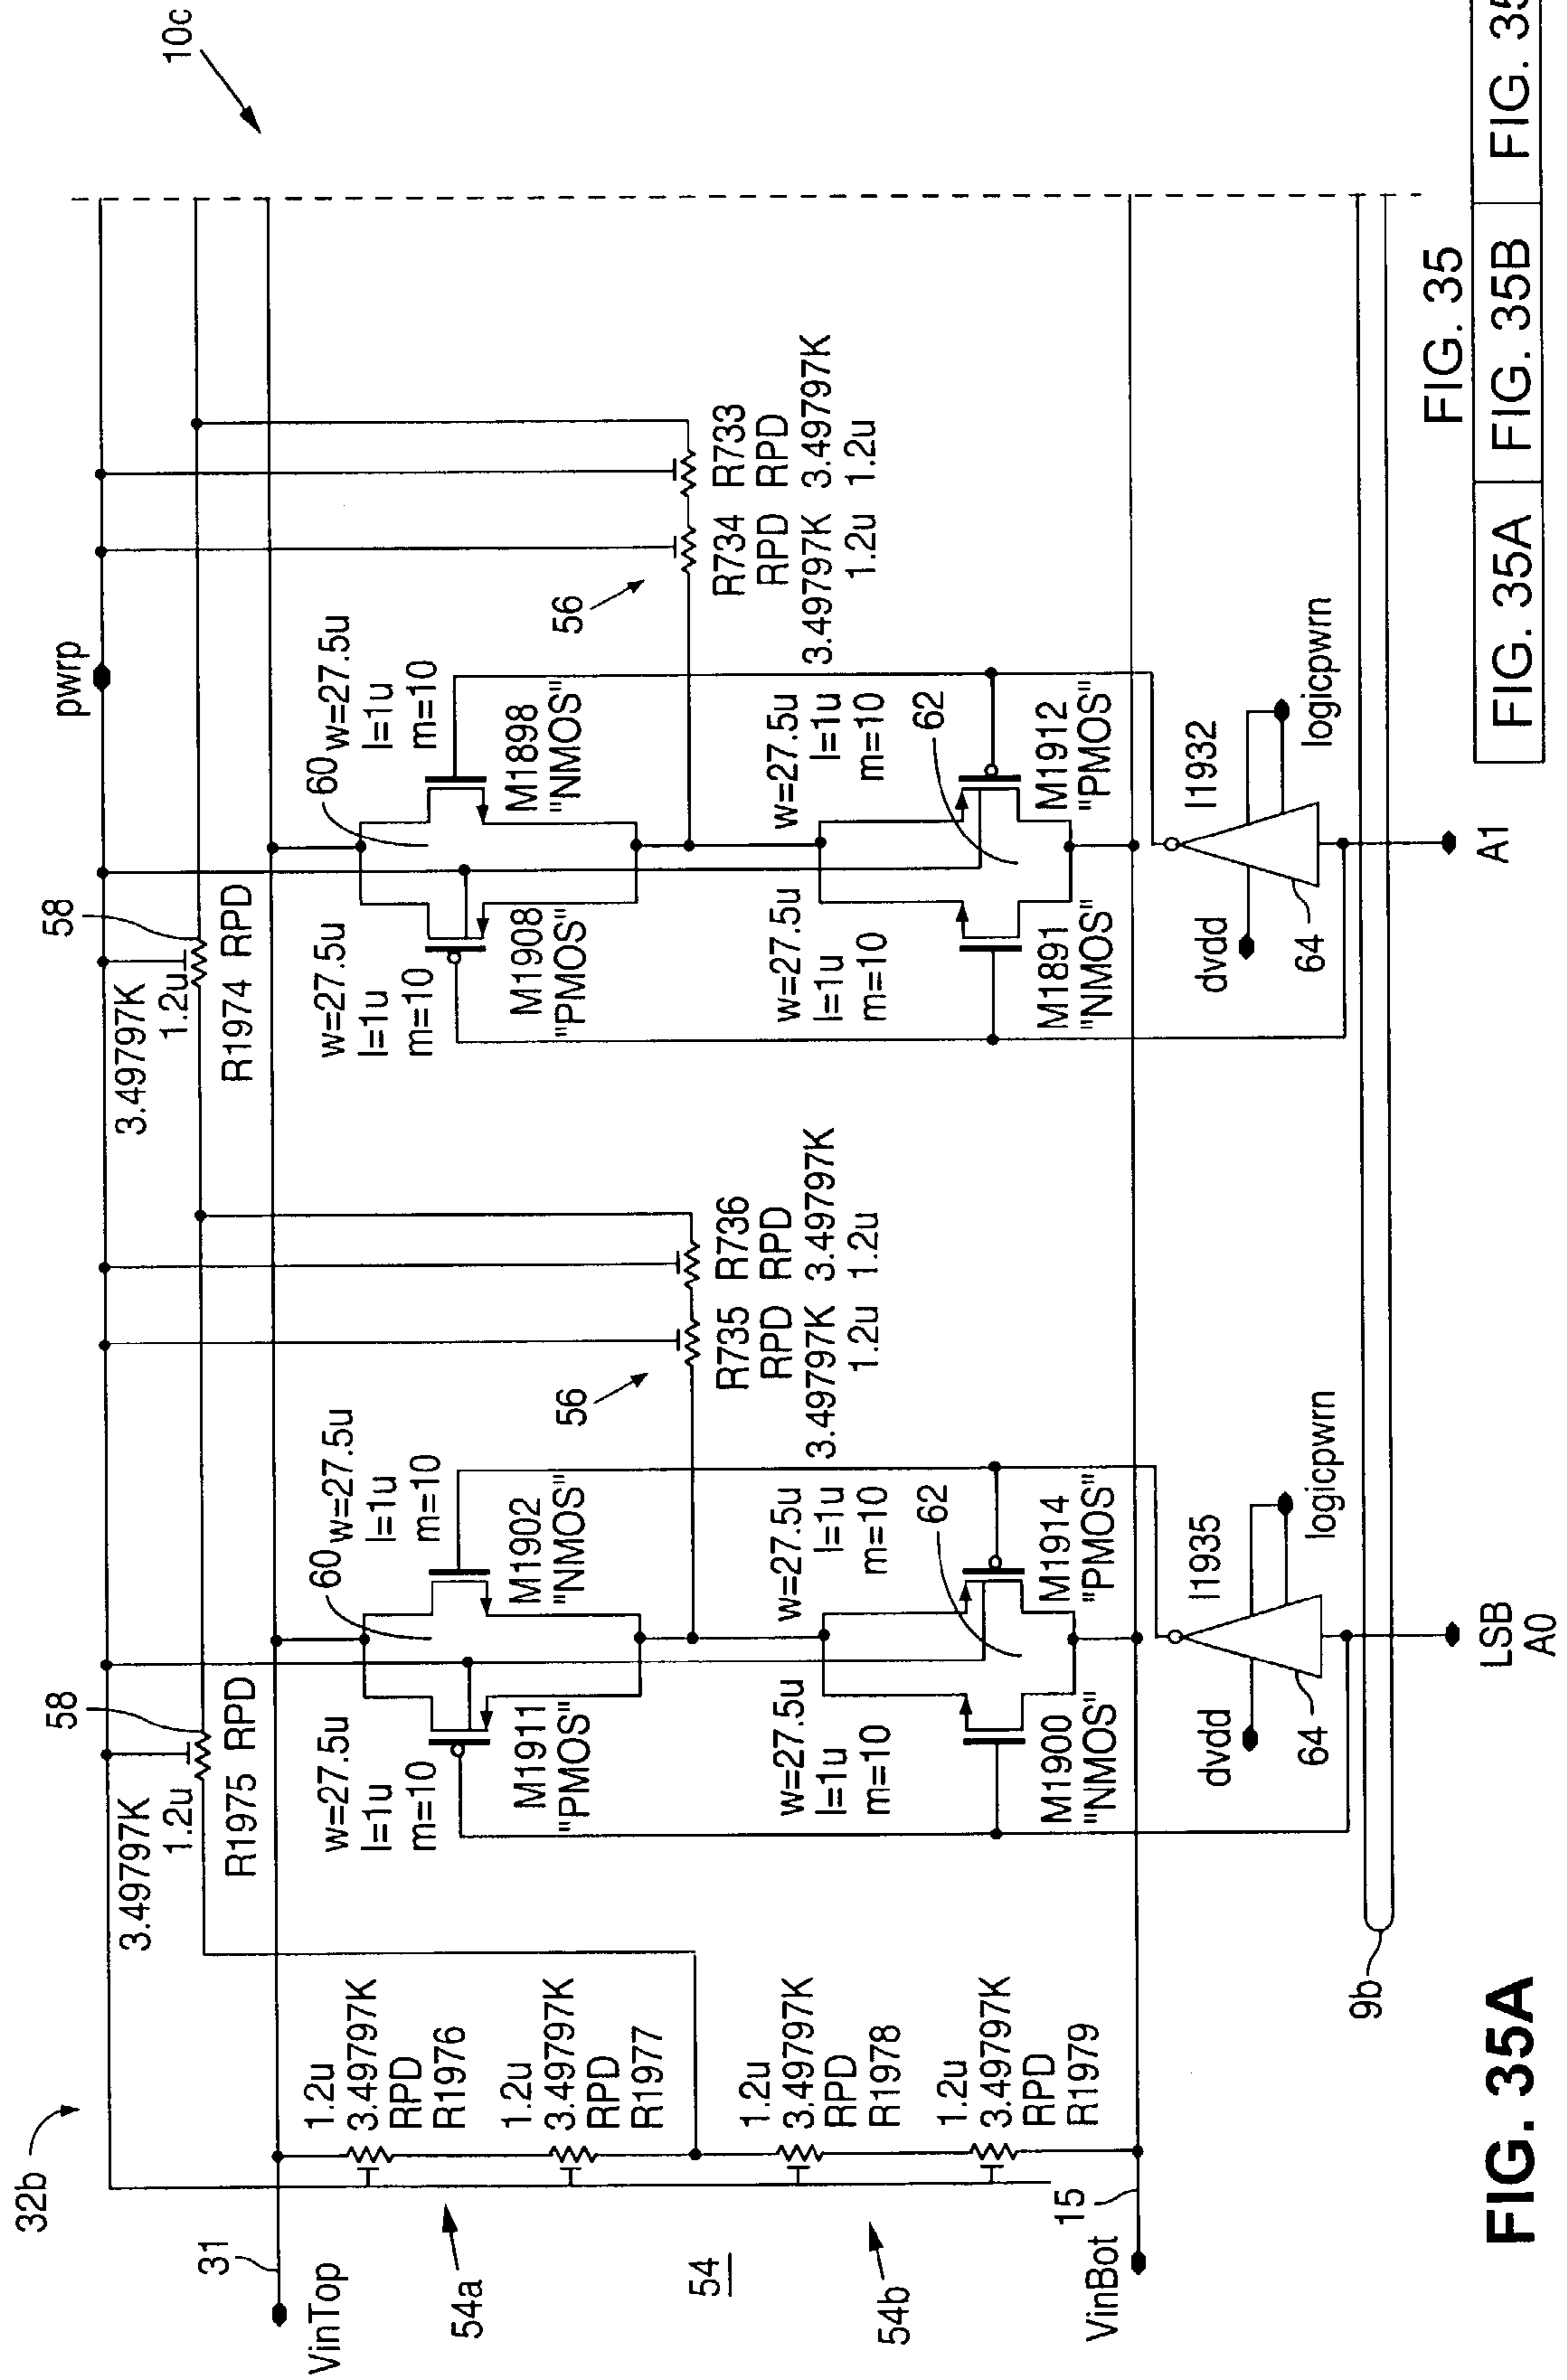 32b
10c
31
VinTop
54a
54
54b
15
VinBot
1.2u
3.49797K
RPD
R1976
1.2u
3.49797K
RPD
R1977
1.2u
3.49797K
RPD
R1978
1.2u
3.49797K
RPD
R1979
3.49797K
1.2u
R1975 RPD
58
w=27.5u
l=1u
m=10
M1911
"PMOS"
60
w=27.5u
l=1u
m=10
M1902
"NMOS"
w=27.5u
l=1u
m=10
M1900
"NMOS"
62
w=27.5u
l=1u
m=10
M1914
"PMOS"
56
R735 R736
RPD RPD
3.49797K 3.49797K
1.2u 1.2u
dvdd
64
I1935
logicpwrn
LSB
A0
3.49797K
1.2u
R1974 RPD
58
pwrp
w=27.5u
l=1u
m=10
M1908
"PMOS"
60
w=27.5u
l=1u
m=10
M1898
"NMOS"
w=27.5u
l=1u
m=10
M1891
"NMOS"
62
w=27.5u
l=1u
m=10
M1912
"PMOS"
56
R734 R733
RPD RPD
3.49797K 3.49797K
1.2u 1.2u
dvdd
64
I1932
logicpwrn
A1
9b
FIG. 35A
FIG. 35
FIG. 35A FIG. 35B FIG. 35